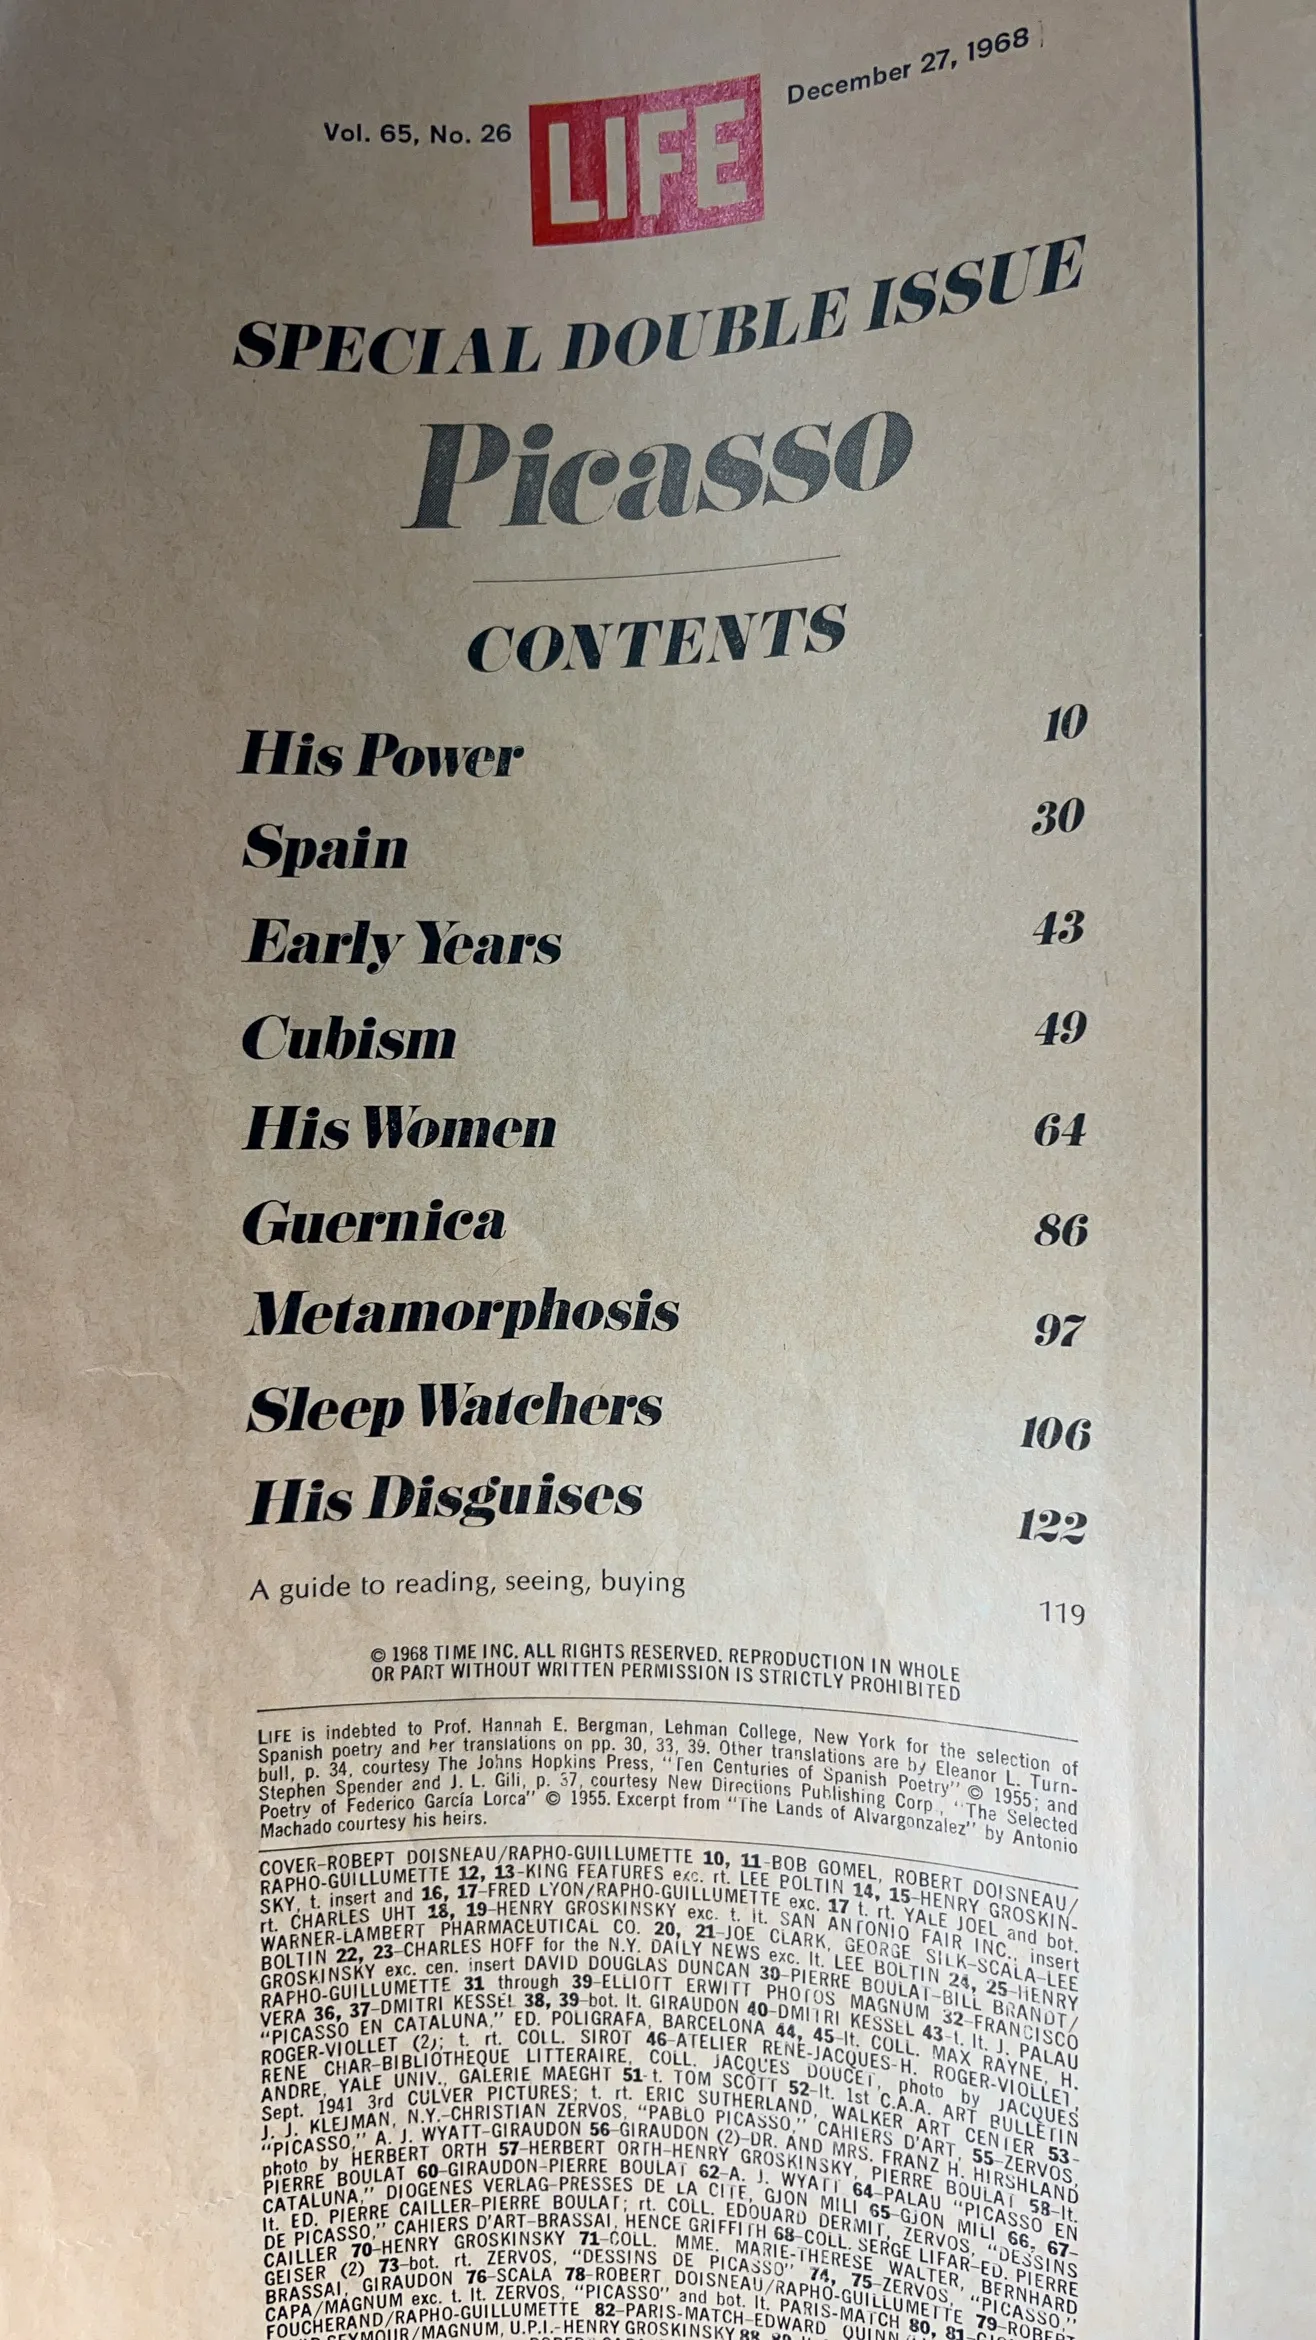 Vol. 65, No. 26
LIFE
December 27, 1968
SPECIAL DOUBLE ISSUE
Picasso
CONTENTS
His Power 10
Spain 30
Early Years 43
Cubism 49
His Women 64
Guernica 86
Metamorphosis 97
Sleep Watchers 106
His Disguises 122
A guide to reading, seeing, buying 119
© 1968 TIME INC. ALL RIGHTS RESERVED. REPRODUCTION IN WHOLE
OR PART WITHOUT WRITTEN PERMISSION IS STRICTLY PROHIBITED
LIFE is indebted to Prof. Hannah E. Bergman, Lehman College, New York for the selection of
Spanish poetry and her translations on pp. 30, 33, 39. Other translations are by Eleanor L. Turn-
bull, p. 34, courtesy The Johns Hopkins Press, "Ten Centuries of Spanish Poetry" © 1955; and
Stephen Spender and J. L. Gili, p. 37, courtesy New Directions Publishing Corp., "The Selected
Poetry of Federico García Lorca" © 1955. Excerpt from "The Lands of Alvargonzalez" by Antonio
Machado courtesy his heirs.
COVER–ROBERT DOISNEAU/RAPHO-GUILLUMETTE 10, 11–BOB GOMEL, ROBERT DOISNEAU/
RAPHO-GUILLUMETTE 12, 13–KING FEATURES exc. rt. LEE POLTIN 14, 15–HENRY GROSKIN-
SKY, t. insert and 16, 17–FRED LYON/RAPHO-GUILLUMETTE exc. 17 t. rt. YALE JOEL and bot.
rt. CHARLES UHT 18, 19–HENRY GROSKINSKY exc. t. lt. SAN ANTONIO FAIR INC., insert
WARNER-LAMBERT PHARMACEUTICAL CO. 20, 21–JOE CLARK, GEORGE SILK–SCALA–LEE
BOLTIN 22, 23–CHARLES HOFF for the N.Y. DAILY NEWS exc. lt. LEE BOLTIN 24, 25–HENRY
GROSKINSKY exc. cen. insert DAVID DOUGLAS DUNCAN 30–PIERRE BOULAT–BILL BRANDT/
RAPHO-GUILLUMETTE 31 through 39–ELLIOTT ERWITT PHOTOS MAGNUM 32–FRANCISCO
VERA 36, 37–DMITRI KESSEL 38, 39–bot. lt. GIRAUDON 40–DMITRI KESSEL 43–t. lt. J. PALAU
"PICASSO EN CATALUNA," ED. POLIGRAFA, BARCELONA 44, 45–lt. COLL. MAX RAYNE, H.
ROGER-VIOLLET (2); t. rt. COLL. SIROT 46–ATELIER RENE-JACQUES–H. ROGER-VIOLLET,
RENE CHAR–BIBLIOTHEQUE LITTERAIRE, COLL. JACQUES DOUCET, photo by JACQUES
ANDRE, YALE UNIV., GALERIE MAEGHT 51–t. TOM SCOTT 52–lt. 1st C.A.A. ART BULLETIN
Sept. 1941 3rd CULVER PICTURES; t. rt. ERIC SUTHERLAND, WALKER ART CENTER 53–
J. J. KLEJMAN, N.Y.–CHRISTIAN ZERVOS, "PABLO PICASSO," CAHIERS D'ART, 55–ZERVOS,
"PICASSO," A. J. WYATT–GIRAUDON 56–GIRAUDON (2)–DR. AND MRS. FRANZ H. HIRSHLAND
photo by HERBERT ORTH 57–HERBERT ORTH–HENRY GROSKINSKY, PIERRE BOULAT 58–lt.
PIERRE BOULAT 60–GIRAUDON–PIERRE BOULAT 62–A. J. WYATT 64–PALAU "PICASSO EN
CATALUNA," DIOGENES VERLAG–PRESSES DE LA CITE, GJON MILI 65–GJON MILI 66, 67–
lt. ED. PIERRE CAILLER–PIERRE BOULAT; rt. COLL. EDOUARD DERMIT, ZERVOS, "DESSINS
DE PICASSO," CAHIERS D'ART–BRASSAI, HENCE GRIFFITH 68–COLL. SERGE LIFAR–ED. PIERRE
CAILLER 70–HENRY GROSKINSKY 71–COLL. MME. MARIE-THERESE WALTER, BERNHARD
GEISER (2) 73–bot. rt. ZERVOS, "DESSINS DE PICASSO" 74, 75–ZERVOS, "PICASSO,"
BRASSAI, GIRAUDON 76–SCALA 78–ROBERT DOISNEAU/RAPHO-GUILLUMETTE 79–ROBERT
CAPA/MAGNUM exc. t. lt. ZERVOS, "PICASSO" and bot. lt. PARIS-MATCH 80, 81–
FOUCHERAND/RAPHO-GUILLUMETTE 82–PARIS-MATCH–EDWARD QUINN
SEYMOUR/MAGNUM, U.P.I.–HENRY GROSKINSKY 88